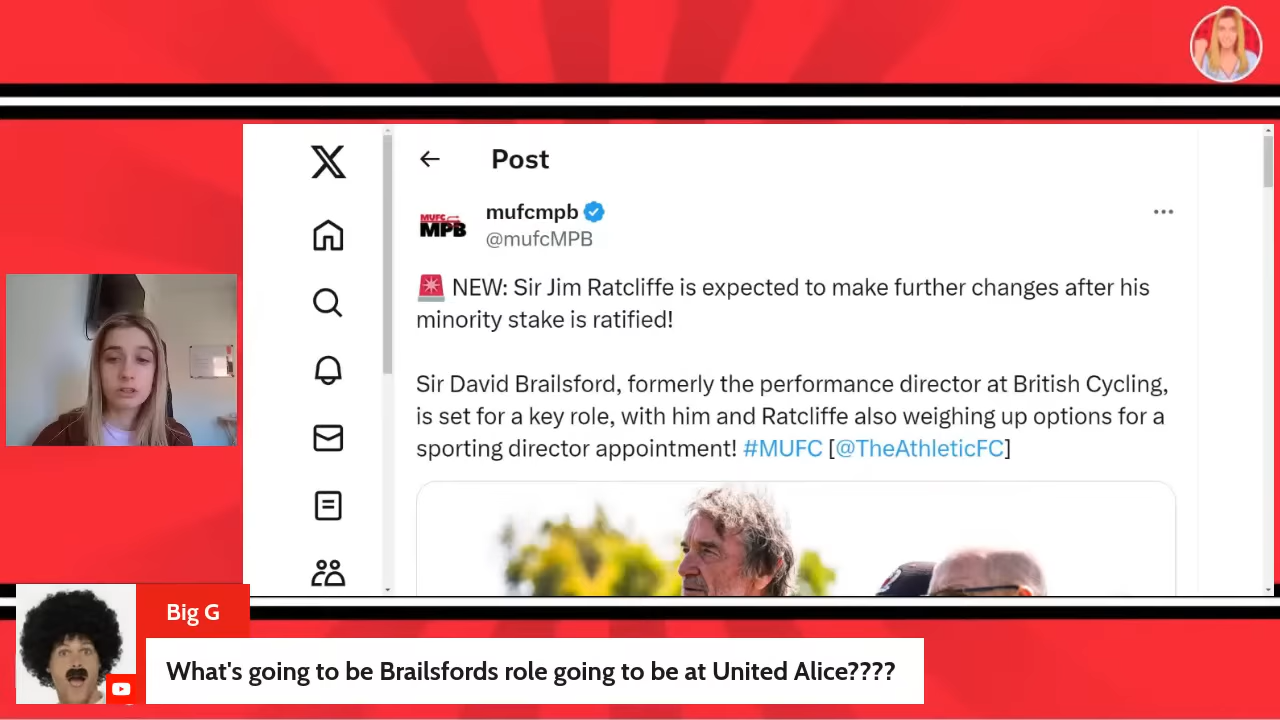 Post
MUFC
MPB
mufcmpb
@mufcMPB
🚨 NEW: Sir Jim Ratcliffe is expected to make further changes after his
minority stake is ratified!
Sir David Brailsford, formerly the performance director at British Cycling,
is set for a key role, with him and Ratcliffe also weighing up options for a
sporting director appointment! #MUFC [@TheAthleticFC]
Big G
What's going to be Brailsfords role going to be at United Alice????